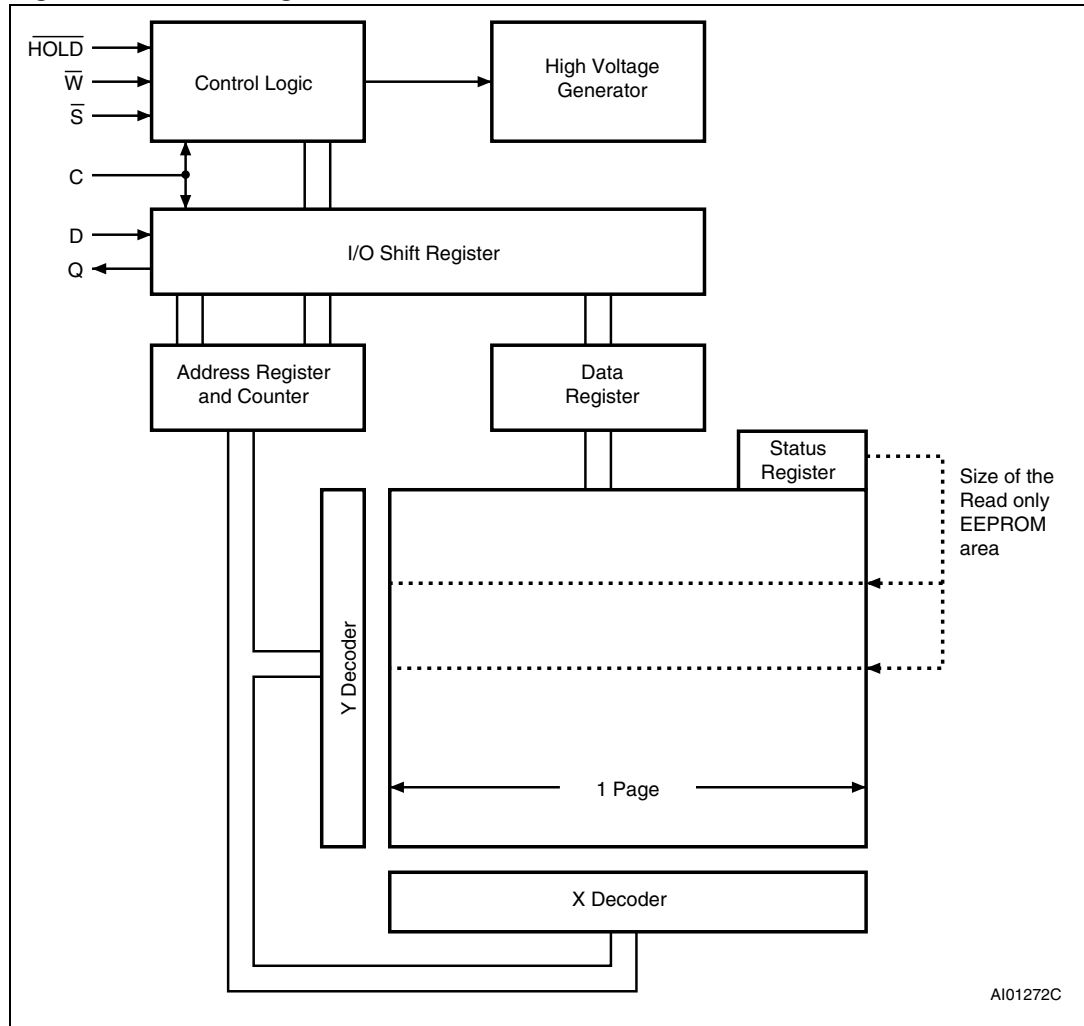 HOLD
W
S
C
D
Q
Control Logic
High Voltage
Generator
I/O Shift Register
Address Register
and Counter
Data
Register
Status
Register
Size of the
Read only
EEPROM
area
Y Decoder
1 Page
X Decoder
AI01272C